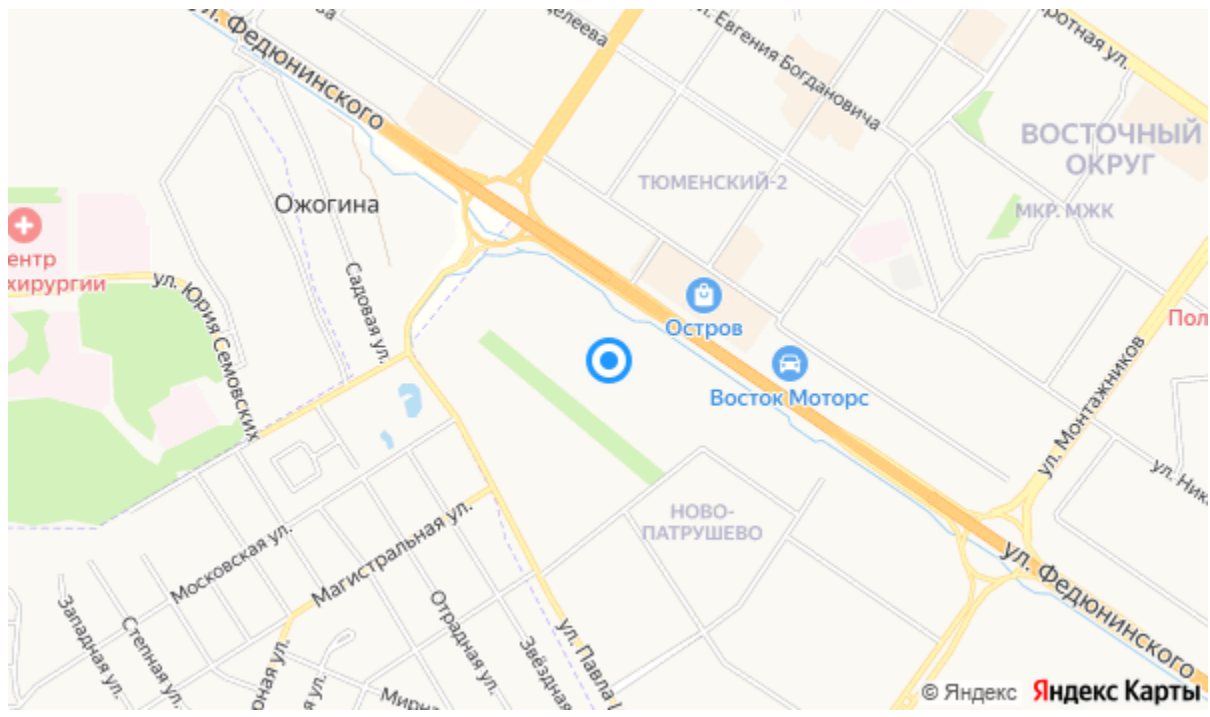 ул. Федюнинского
ул. Евгения Богдановича
ВОСТОЧНЫЙ
ОКРУГ
ТЮМЕНСКИЙ-2
МКР. МЖК
Ожогина
ул. Юрия Семовских
Садовая ул.
Остров
Восток Моторс
ул. Монтажников
НОВО-
ПАТРУШЕВО
Московская ул.
Магистральная ул.
Западная ул.
Степная ул.
Отрадная ул.
Звёздная
ул. Павла
ул. Федюнинского
© Яндекс Яндекс Карты